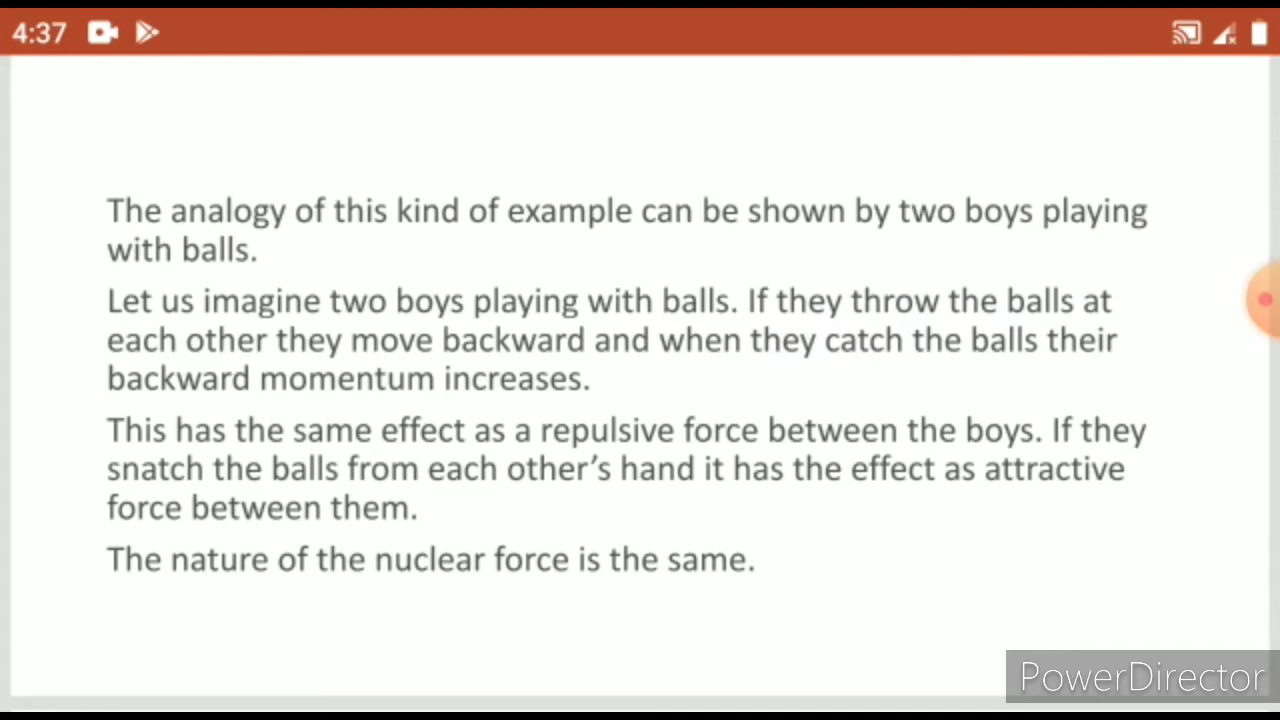 4:37
The analogy of this kind of example can be shown by two boys playing
with balls.
Let us imagine two boys playing with balls. If they throw the balls at
each other they move backward and when they catch the balls their
backward momentum increases.
This has the same effect as a repulsive force between the boys. If they
snatch the balls from each other’s hand it has the effect as attractive
force between them.
The nature of the nuclear force is the same.
PowerDirector